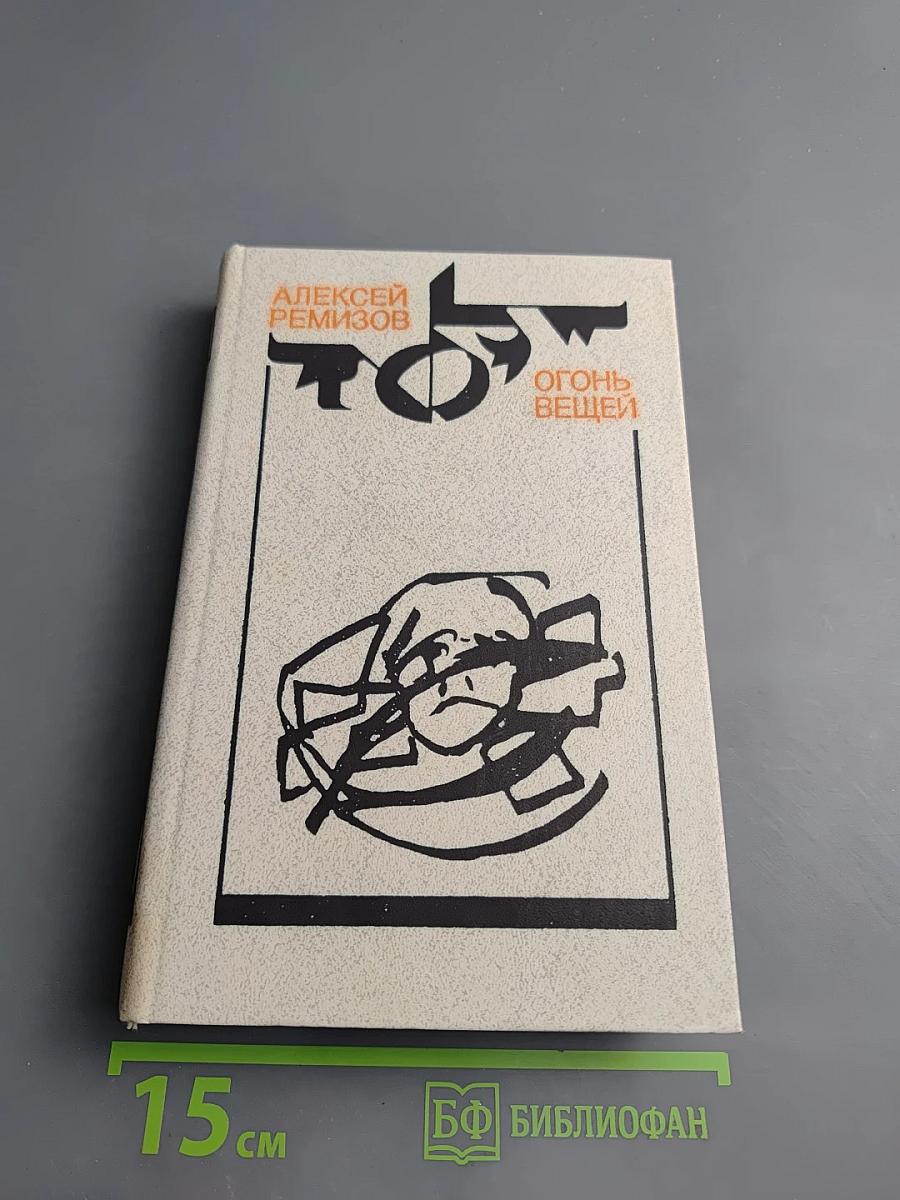 АЛЕКСЕЙ
РЕМИЗОВ
ОГОНЬ
ВЕЩЕЙ
15 см
БФ БИБЛИОФАН